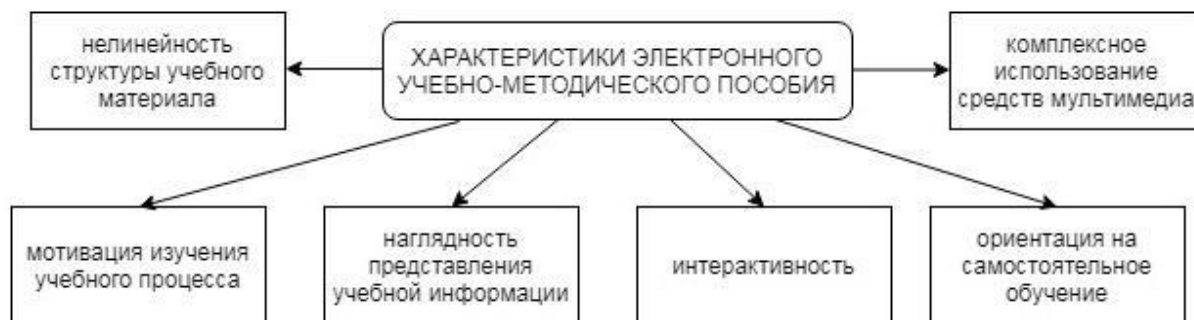 нелинейность
структуры учебного
материала
ХАРАКТЕРИСТИКИ ЭЛЕКТРОННОГО
УЧЕБНО-МЕТОДИЧЕСКОГО ПОСОБИЯ
комплексное
использование
средств мультимедиа
мотивация изучения
учебного процесса
наглядность
представления
учебной информации
интерактивность
ориентация на
самостоятельное
обучение